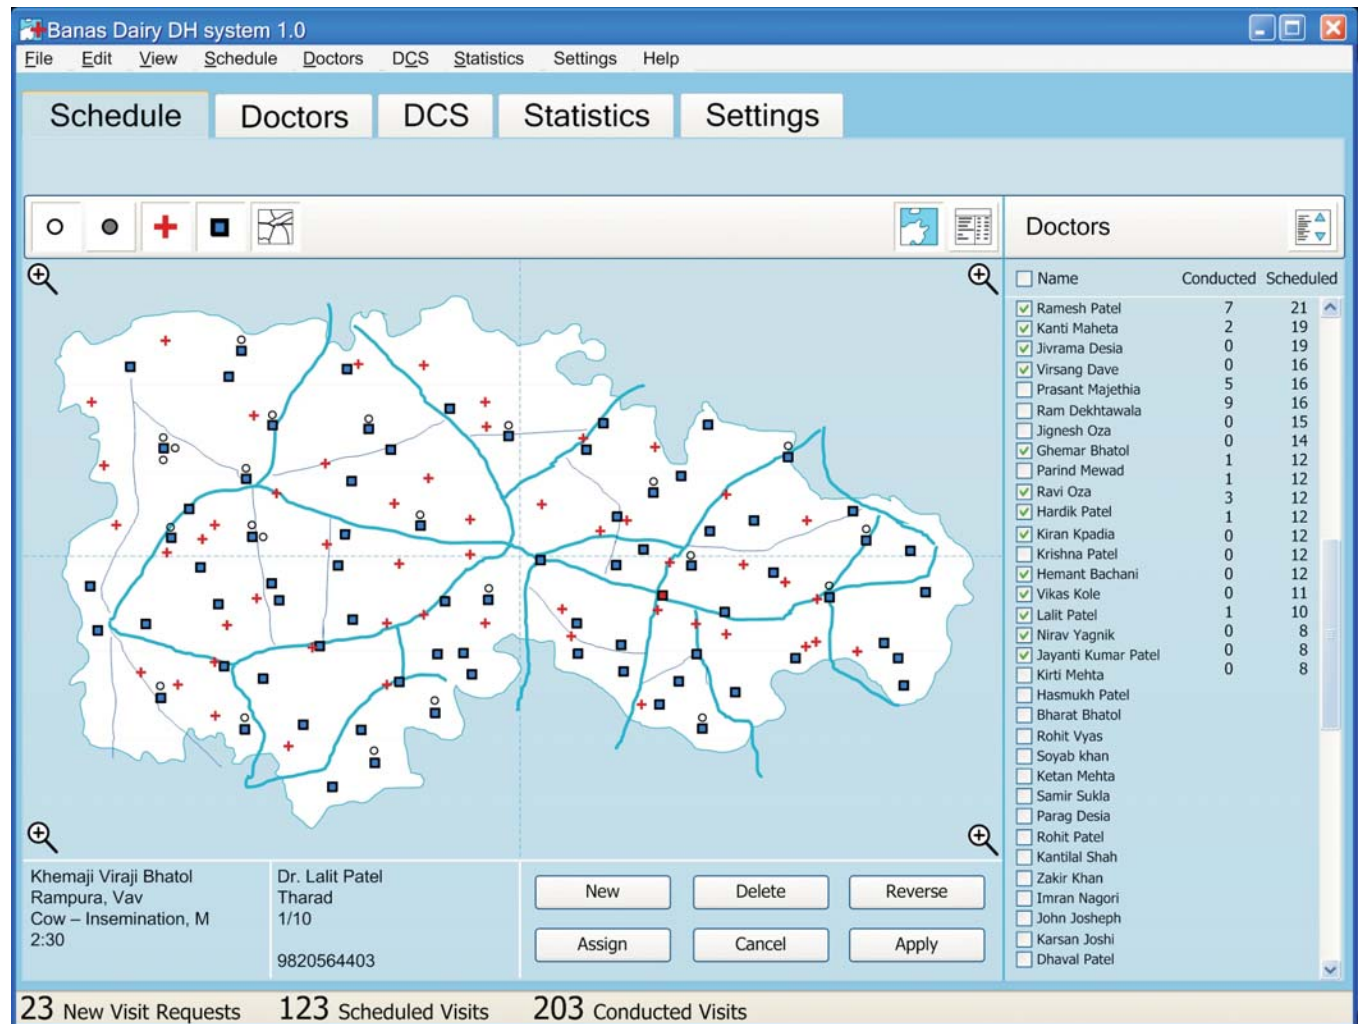 Banas Dairy DH system 1.0
File Edit View Schedule Doctors DCS Statistics Settings Help
Schedule Doctors DCS Statistics Settings
Doctors
Name Conducted Scheduled
Ramesh Patel 7 21
Kanti Maheta 2 19
Jivrama Desia 0 19
Virsang Dave 0 16
Prasant Majethia 5 16
Ram Dekhtawala 9 16
Jignesh Oza 0 15
Ghemar Bhatol 0 14
Parind Mewad 1 12
Ravi Oza 1 12
Hardik Patel 3 12
Kiran Kpadia 1 12
Krishna Patel 0 12
Hemant Bachani 0 12
Vikas Kole 0 11
Lalit Patel 1 10
Nirav Yagnik 0 8
Jayanti Kumar Patel 0 8
Kirti Mehta 0 8
Hasmukh Patel
Bharat Bhatol
Rohit Vyas
Soyab khan
Ketan Mehta
Samir Sukla
Parag Desia
Rohit Patel
Kantilal Shah
Zakir Khan
Imran Nagori
John Josheph
Karsan Joshi
Dhaval Patel
Khemaji Viraji Bhatol
Rampura, Vav
Cow – Insemination, M
2:30
Dr. Lalit Patel
Tharad
1/10
9820564403
New Delete Reverse
Assign Cancel Apply
23 New Visit Requests 123 Scheduled Visits 203 Conducted Visits